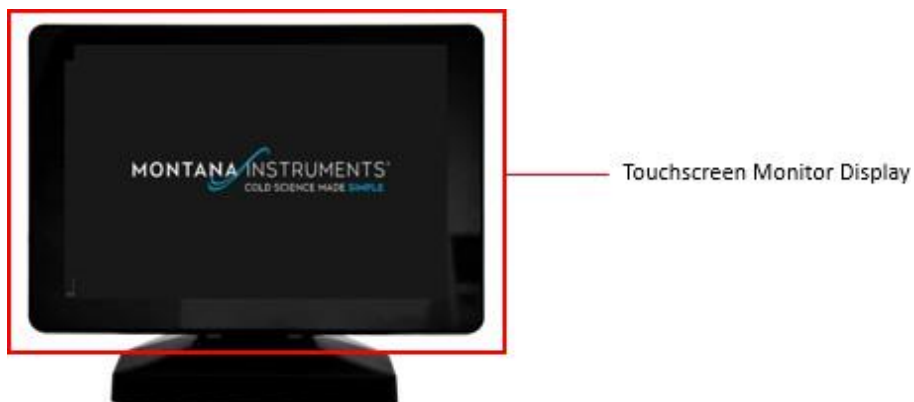 MONTANA INSTRUMENTS®
COLD SCIENCE MADE SIMPLE
Touchscreen Monitor Display